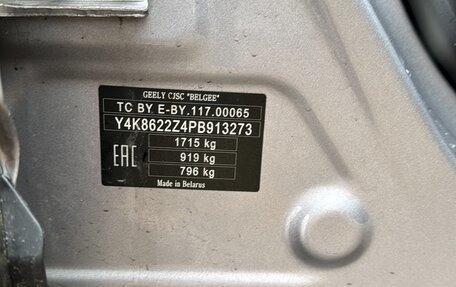 GEELY CJSC "BELGEE"
TC BY E-BY.117.00065
Y4K8622Z4PB913273
1715 kg
EAC
919 kg
796 kg
Made in Belarus